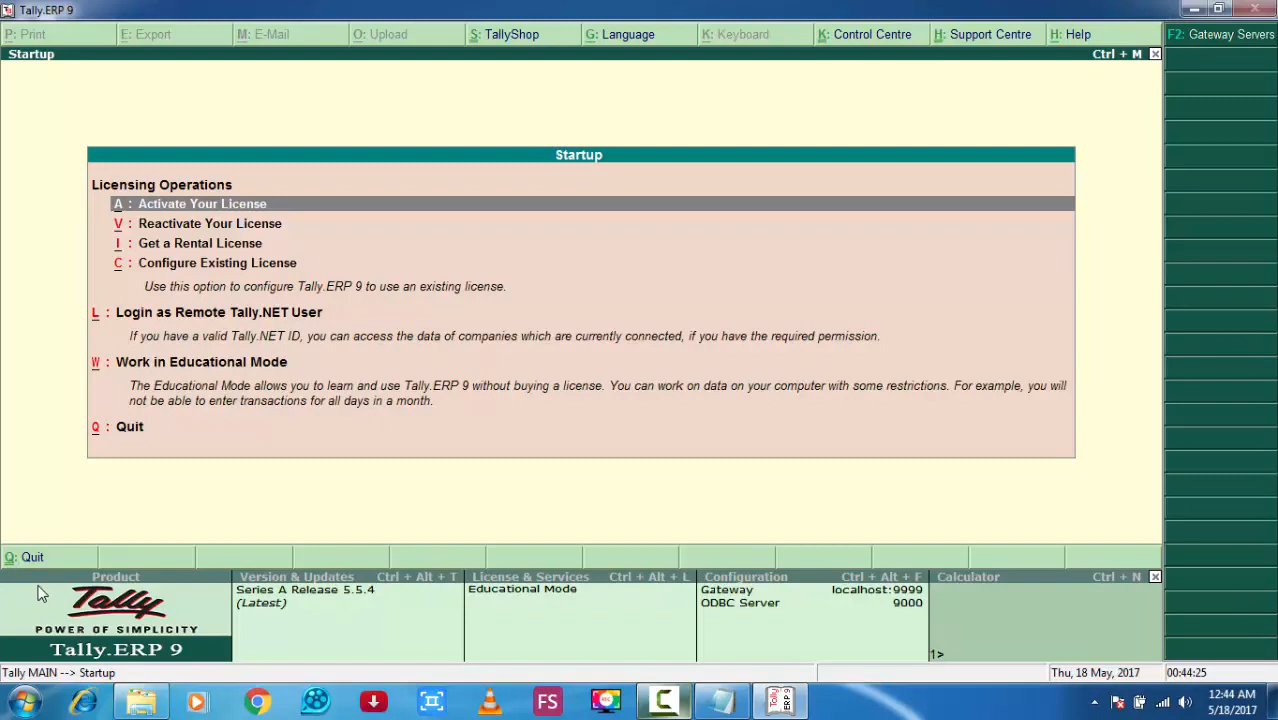 Tally.ERP 9
P: Print E: Export M: E-Mail O: Upload S: TallyShop G: Language K: Keyboard K: Control Centre H: Support Centre H: Help F2: Gateway Servers
Startup Ctrl + M
Startup
Licensing Operations
A : Activate Your License
V : Reactivate Your License
I : Get a Rental License
C : Configure Existing License
Use this option to configure Tally.ERP 9 to use an existing license.
L : Login as Remote Tally.NET User
If you have a valid Tally.NET ID, you can access the data of companies which are currently connected, if you have the required permission.
W : Work in Educational Mode
The Educational Mode allows you to learn and use Tally.ERP 9 without buying a license. You can work on data on your computer with some restrictions. For example, you will
not be able to enter transactions for all days in a month.
Q : Quit
Q: Quit
Product Version & Updates Ctrl + Alt + T License & Services Ctrl + Alt + L Configuration Ctrl + Alt + F Calculator Ctrl + N
Series A Release 5.5.4 Educational Mode Gateway localhost:9999
(Latest) ODBC Server 9000
Tally
POWER OF SIMPLICITY
Tally.ERP 9
1>
Tally MAIN --> Startup Thu, 18 May, 2017 00:44:25
FS
12:44 AM
5/18/2017